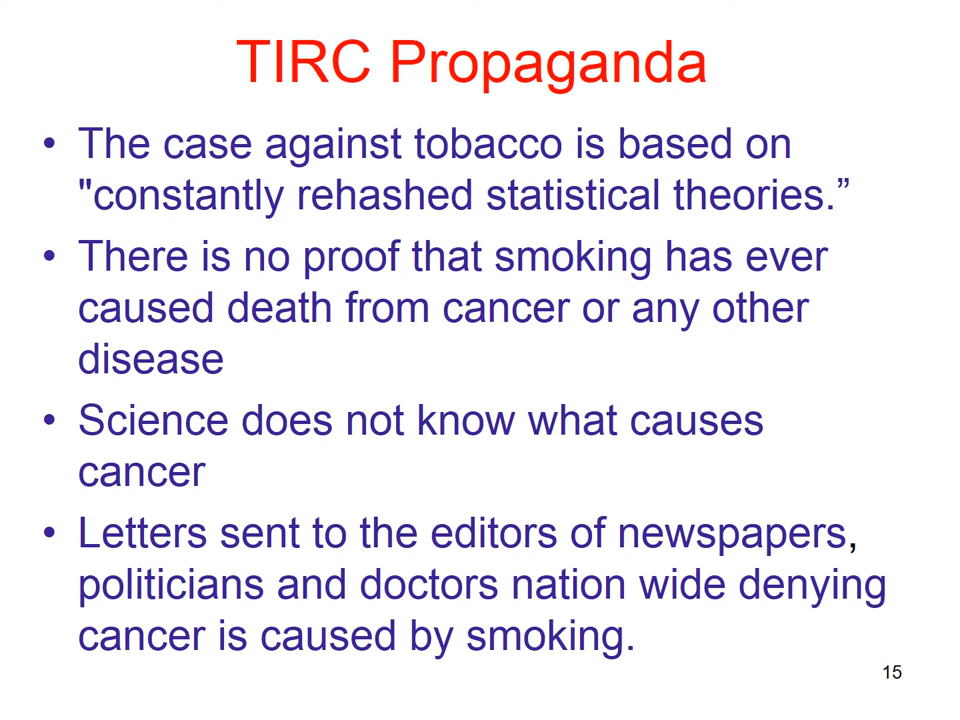 TIRC Propaganda
• The case against tobacco is based on
"constantly rehashed statistical theories.”
• There is no proof that smoking has ever
caused death from cancer or any other
disease
• Science does not know what causes
cancer
• Letters sent to the editors of newspapers,
politicians and doctors nation wide denying
cancer is caused by smoking.
15